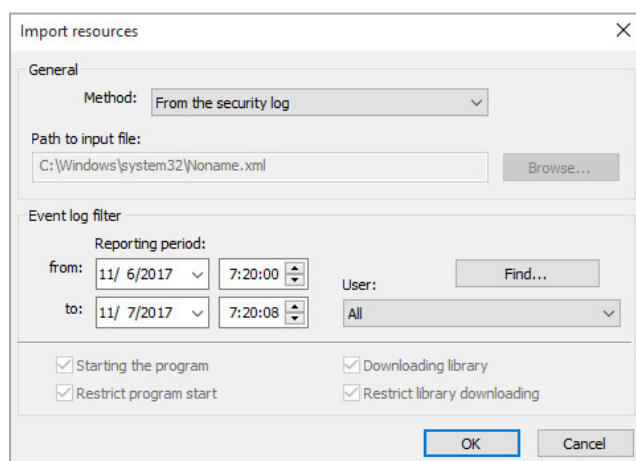 Import resources
General
Method: From the security log
Path to input file:
C:\Windows\system32\Noname.xml Browse...
Event log filter
Reporting period:
from: 11/ 6/2017 7:20:00 Find...
User:
to: 11/ 7/2017 7:20:08 All
Starting the program Downloading library
Restrict program start Restrict library downloading
OK Cancel